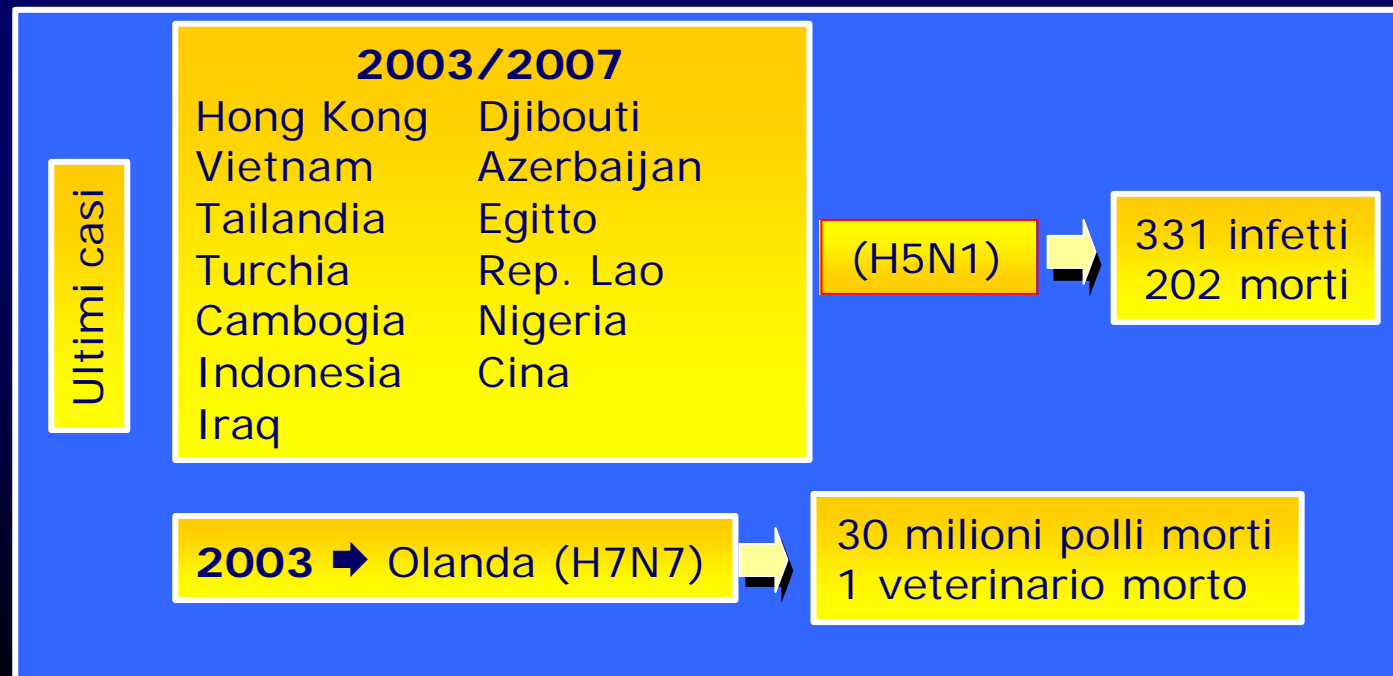 Ultimi casi
2003/2007
Hong Kong Djibouti
Vietnam Azerbaijan
Tailandia Egitto
Turchia Rep. Lao
Cambogia Nigeria
Indonesia Cina
Iraq
(H5N1)
331 infetti
202 morti
2003 🡆 Olanda (H7N7)
30 milioni polli morti
1 veterinario morto